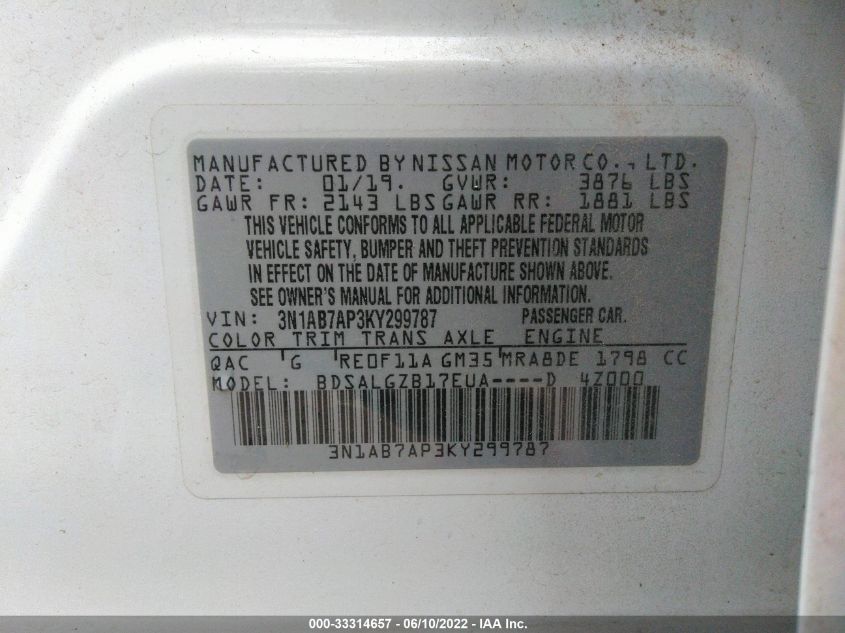 MANUFACTURED BY NISSAN MOTOR CO., LTD.
DATE: 01/19. GVWR: 3876 LBS
GAWR FR: 2143 LBS GAWR RR: 1881 LBS
THIS VEHICLE CONFORMS TO ALL APPLICABLE FEDERAL MOTOR
VEHICLE SAFETY, BUMPER AND THEFT PREVENTION STANDARDS
IN EFFECT ON THE DATE OF MANUFACTURE SHOWN ABOVE.
SEE OWNER'S MANUAL FOR ADDITIONAL INFORMATION.
VIN: 3N1AB7AP3KY299787 PASSENGER CAR.
COLOR TRIM TRANS AXLE ENGINE
QAC G RE0F11A GM35 MRA8DE 1798 CC
MODEL: BDSALGZB17EUA----D 4Z000
3N1AB7AP3KY299787
000-33314657 - 06/10/2022 - IAA Inc.